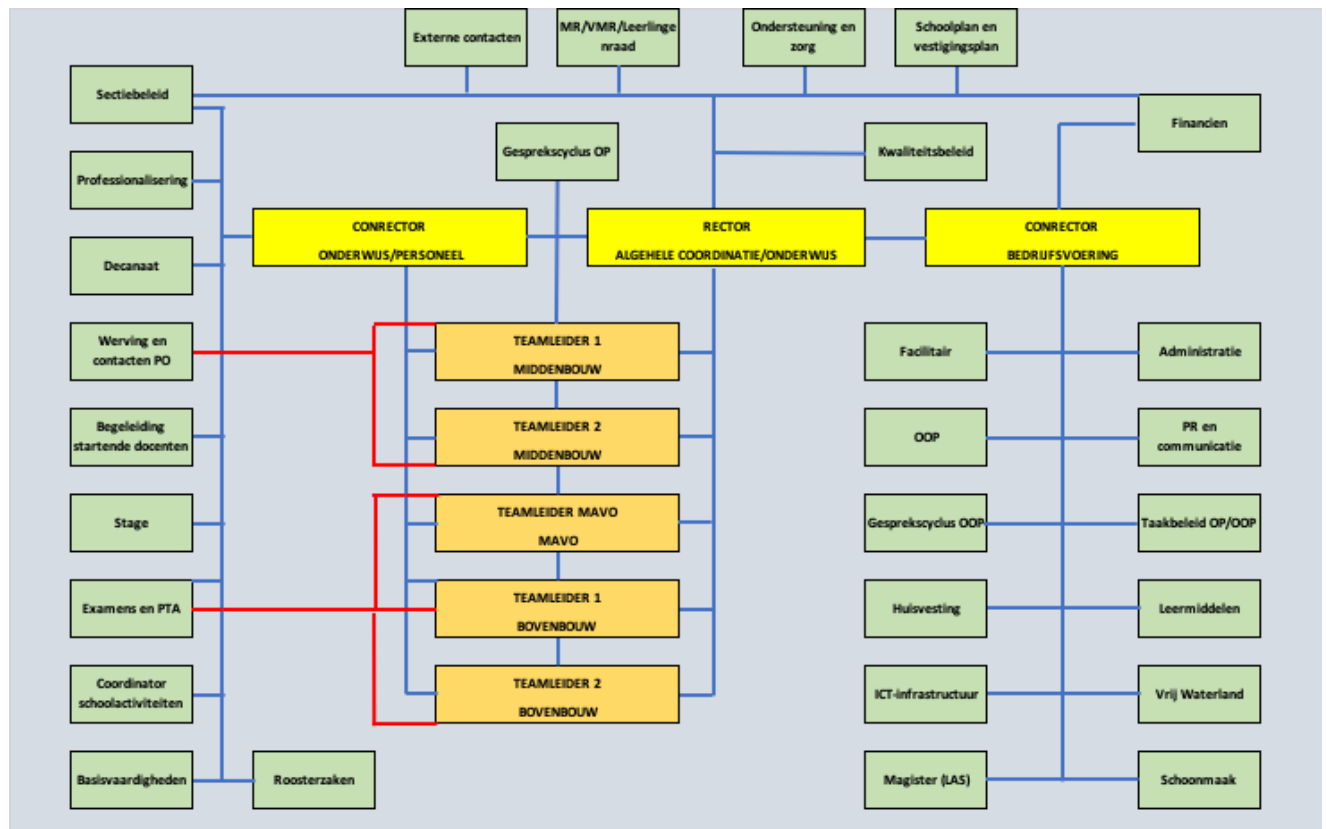 Externe contacten
MR/VMR/Leerlinge
nraad
Ondersteuning en
zorg
Schoolplan en
vestigingsplan
Sectiebeleid
Financien
Gesprekscyclus OP
Kwaliteitsbeleid
Professionalisering
CONRECTOR
ONDERWIJS/PERSONEEL
RECTOR
ALGEHELE COORDINATIE/ONDERWIJS
CONRECTOR
BEDRIJFSVOERING
Decanaat
Werving en
contacten PO
TEAMLEIDER 1
MIDDENBOUW
Facilitair
Administratie
Begeleiding
startende docenten
TEAMLEIDER 2
MIDDENBOUW
OOP
PR en
communicatie
Stage
TEAMLEIDER MAVO
MAVO
Gesprekscyclus OOP
Taakbeleid OP/OOP
Examens en PTA
TEAMLEIDER 1
BOVENBOUW
Huisvesting
Leermiddelen
Coordinator
schoolactiviteiten
TEAMLEIDER 2
BOVENBOUW
ICT-infrastructuur
Vrij Waterland
Basisvaardigheden
Roosterzaken
Magister (LAS)
Schoonmaak